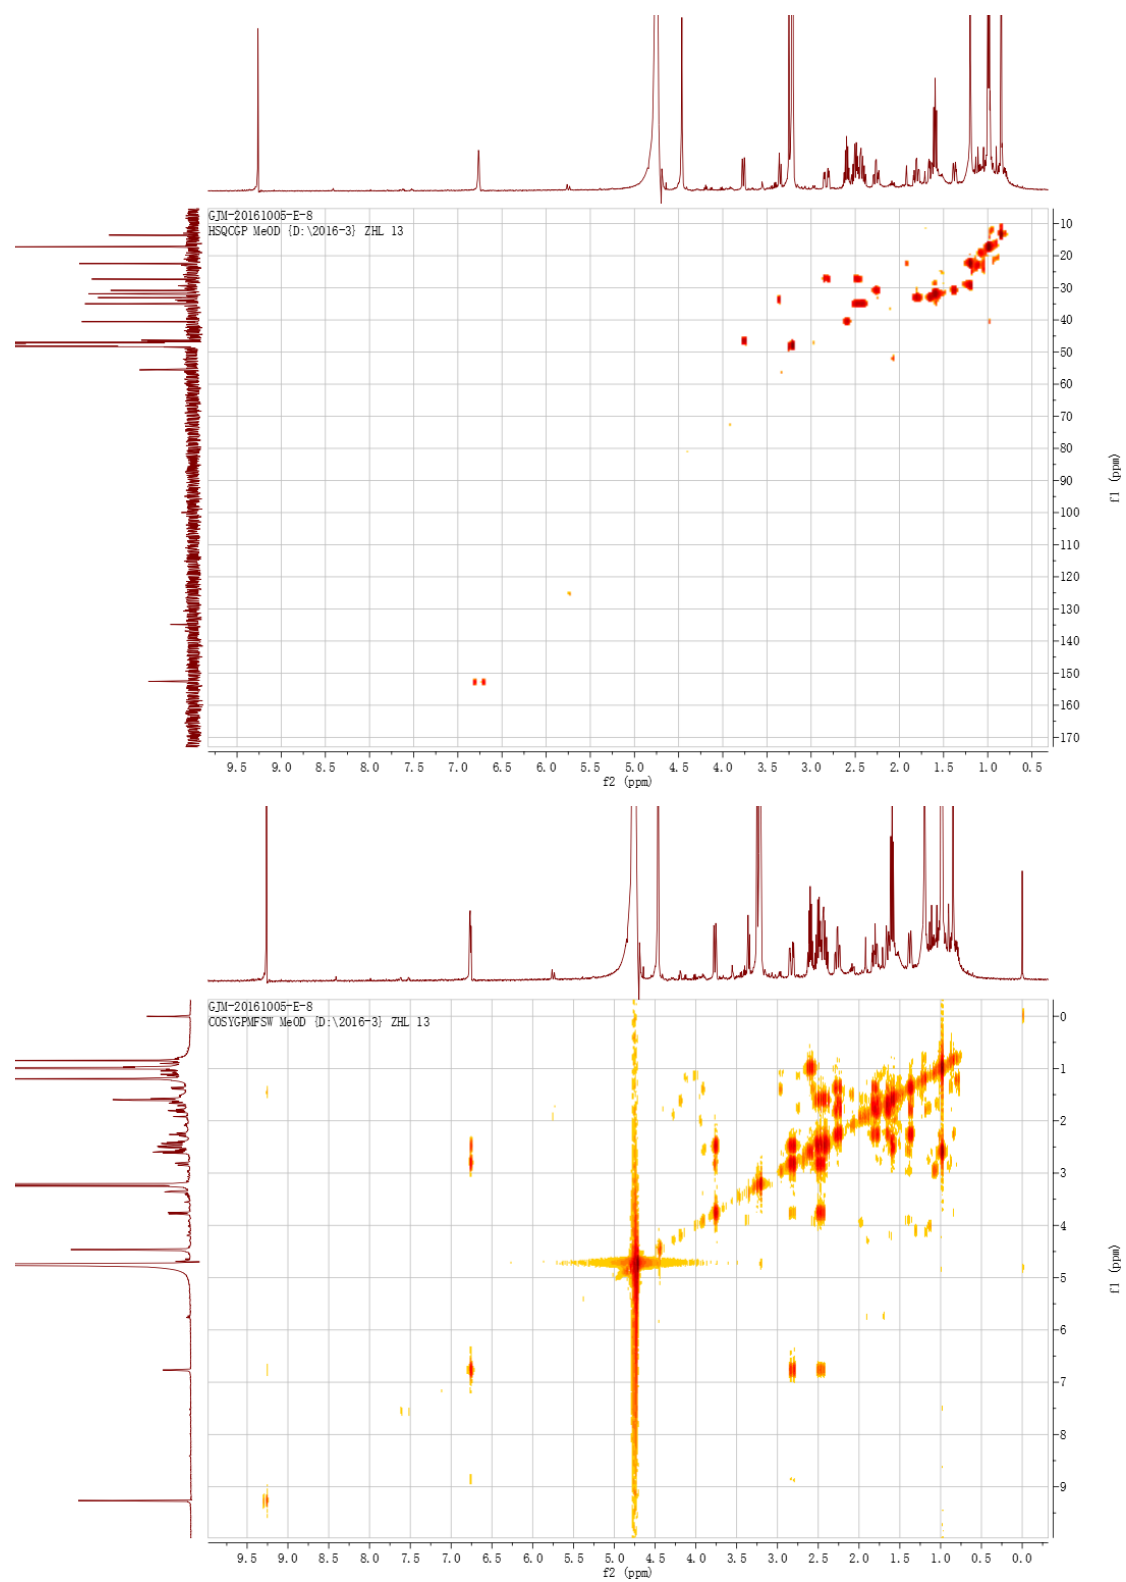 GJM-20161005-E-8
HSQCGP MeOD {D:\2016-3} ZHL 13
10
20
30
40
50
60
70
80
90
100
110
120
130
140
150
160
170
f1 (ppm)
9.5 9.0 8.5 8.0 7.5 7.0 6.5 6.0 5.5 5.0 4.5 4.0 3.5 3.0 2.5 2.0 1.5 1.0 0.5
f2 (ppm)
GJM-20161005-E-8
COSYGPMFSW MeOD {D:\2016-3} ZHL 13
0
1
2
3
4
5
6
7
8
9
f1 (ppm)
9.5 9.0 8.5 8.0 7.5 7.0 6.5 6.0 5.5 5.0 4.5 4.0 3.5 3.0 2.5 2.0 1.5 1.0 0.5 0.0
f2 (ppm)